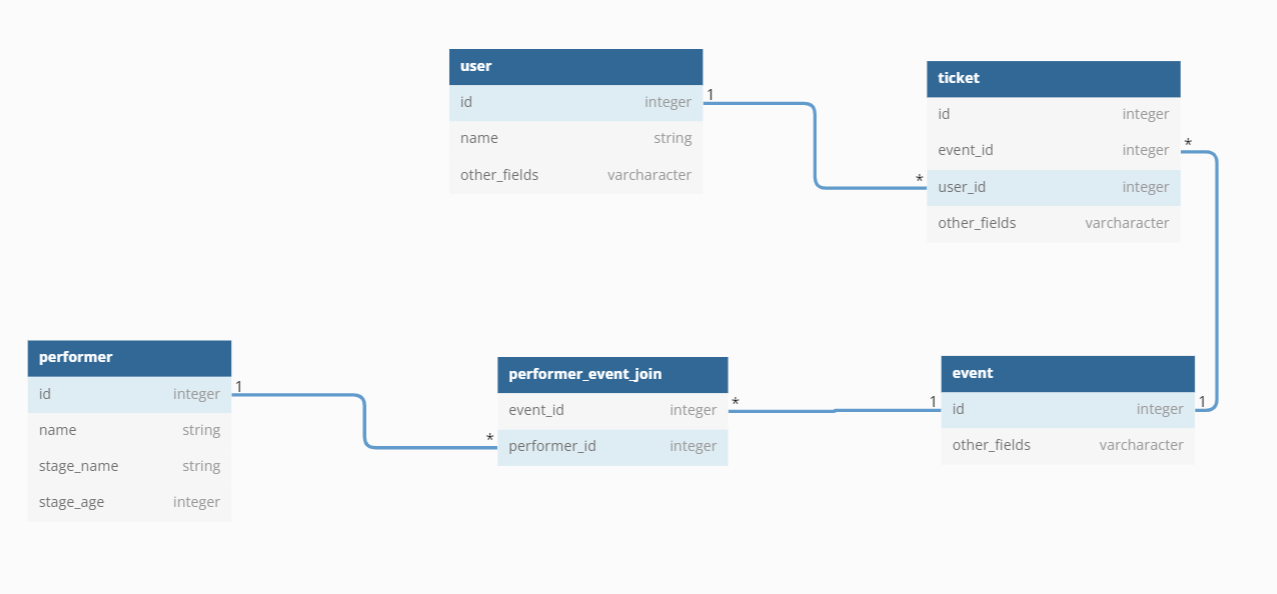 user
id integer
name string
other_fields varcharacter
1
*
ticket
id integer
event_id integer
user_id integer
other_fields varcharacter
*
performer
id integer
name string
stage_name string
stage_age integer
1
*
performer_event_join
event_id integer
performer_id integer
*
1
event
id integer
other_fields varcharacter
1